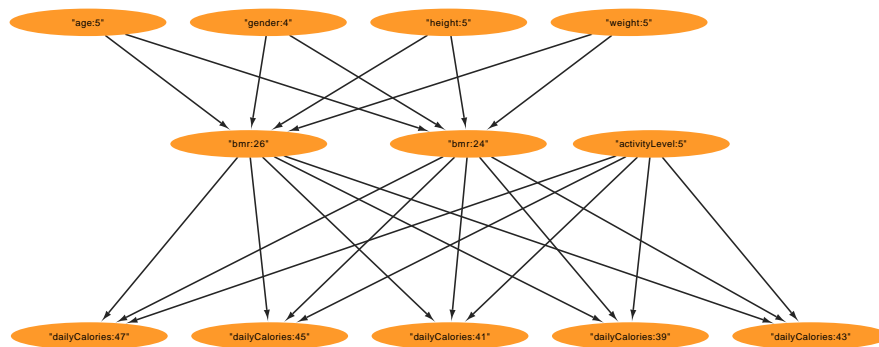 "age:5"
"gender:4"
"height:5"
"weight:5"
"bmr:26"
"bmr:24"
"activityLevel:5"
"dailyCalories:47"
"dailyCalories:45"
"dailyCalories:41"
"dailyCalories:39"
"dailyCalories:43"